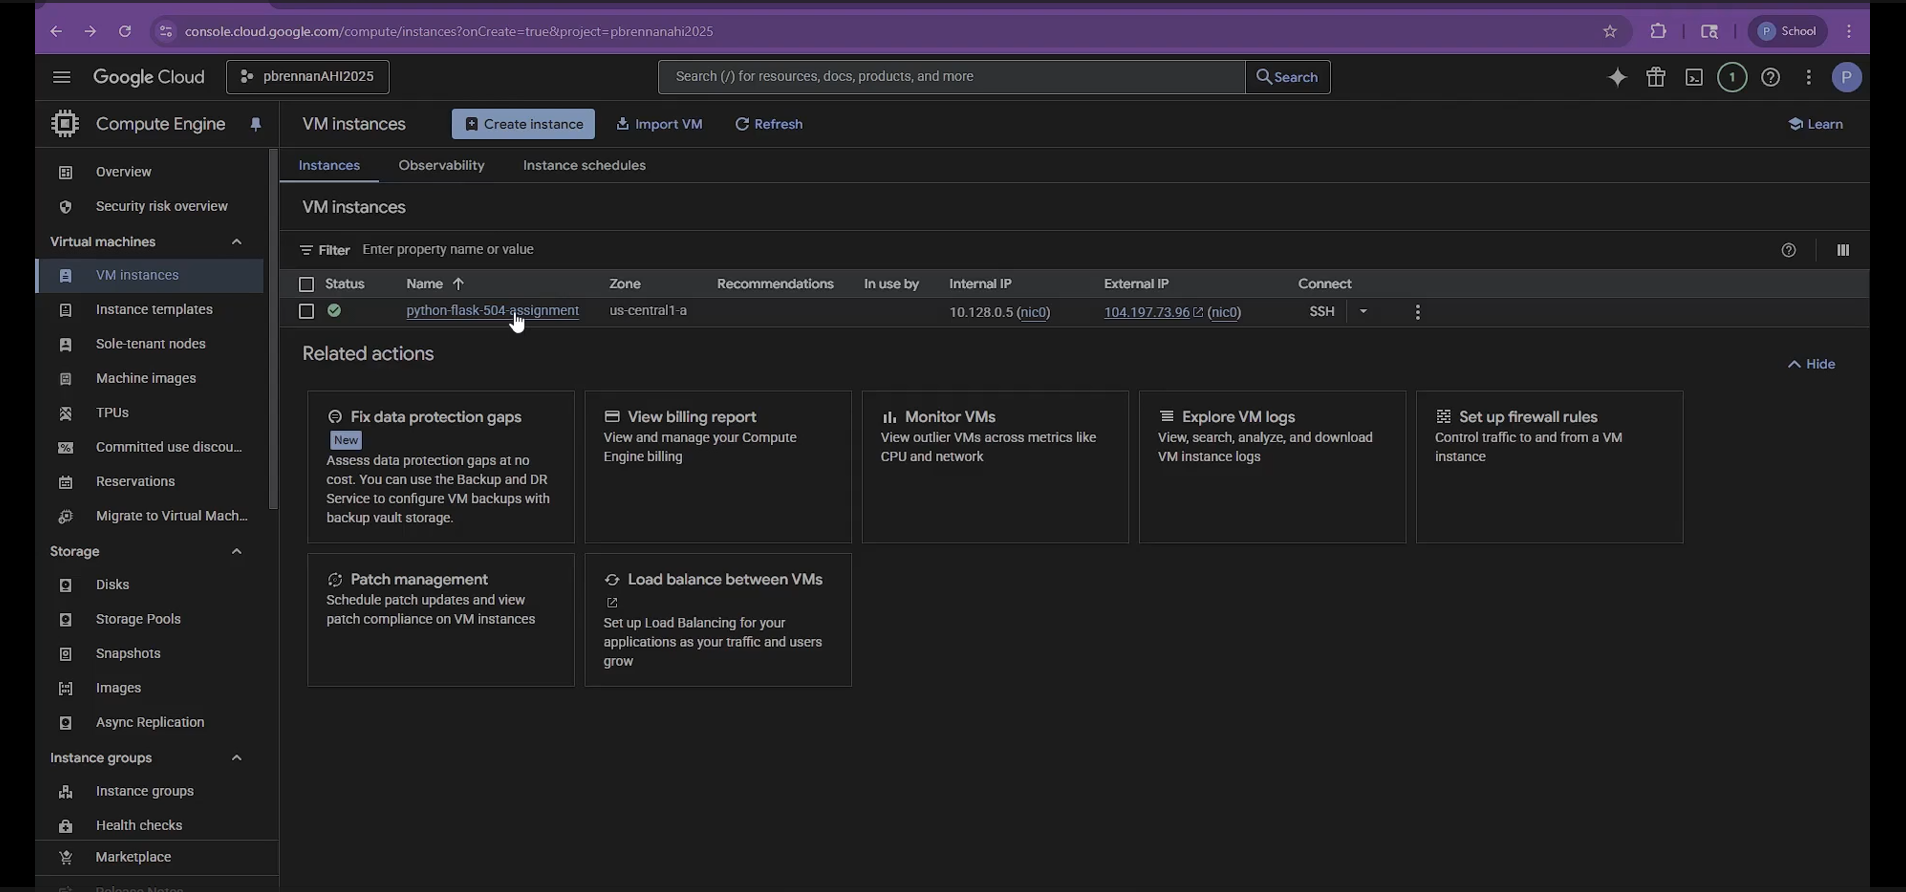 console.cloud.google.com/compute/instances?onCreate=true&project=pbrennanahi2025
P School
Google Cloud
pbrennanAHI2025
Search (/) for resources, docs, products, and more
Search
1
P
Compute Engine
VM instances
Create instance
Import VM
Refresh
Learn
Overview
Security risk overview
Virtual machines
VM instances
Instance templates
Sole-tenant nodes
Machine images
TPUs
Committed use discou...
Reservations
Migrate to Virtual Mach...
Storage
Disks
Storage Pools
Snapshots
Images
Async Replication
Instance groups
Instance groups
Health checks
Marketplace
Release Notes
Instances
Observability
Instance schedules
VM instances
Filter Enter property name or value
Status Name Zone Recommendations In use by Internal IP External IP Connect
python-flask-504-assignment us-central1-a 10.128.0.5 (nic0) 104.197.73.96 (nic0) SSH
Related actions
Hide
Fix data protection gaps
New
Assess data protection gaps at no
cost. You can use the Backup and DR
Service to configure VM backups with
backup vault storage.
View billing report
View and manage your Compute
Engine billing
Monitor VMs
View outlier VMs across metrics like
CPU and network
Explore VM logs
View, search, analyze, and download
VM instance logs
Set up firewall rules
Control traffic to and from a VM
instance
Patch management
Schedule patch updates and view
patch compliance on VM instances
Load balance between VMs
Set up Load Balancing for your
applications as your traffic and users
grow